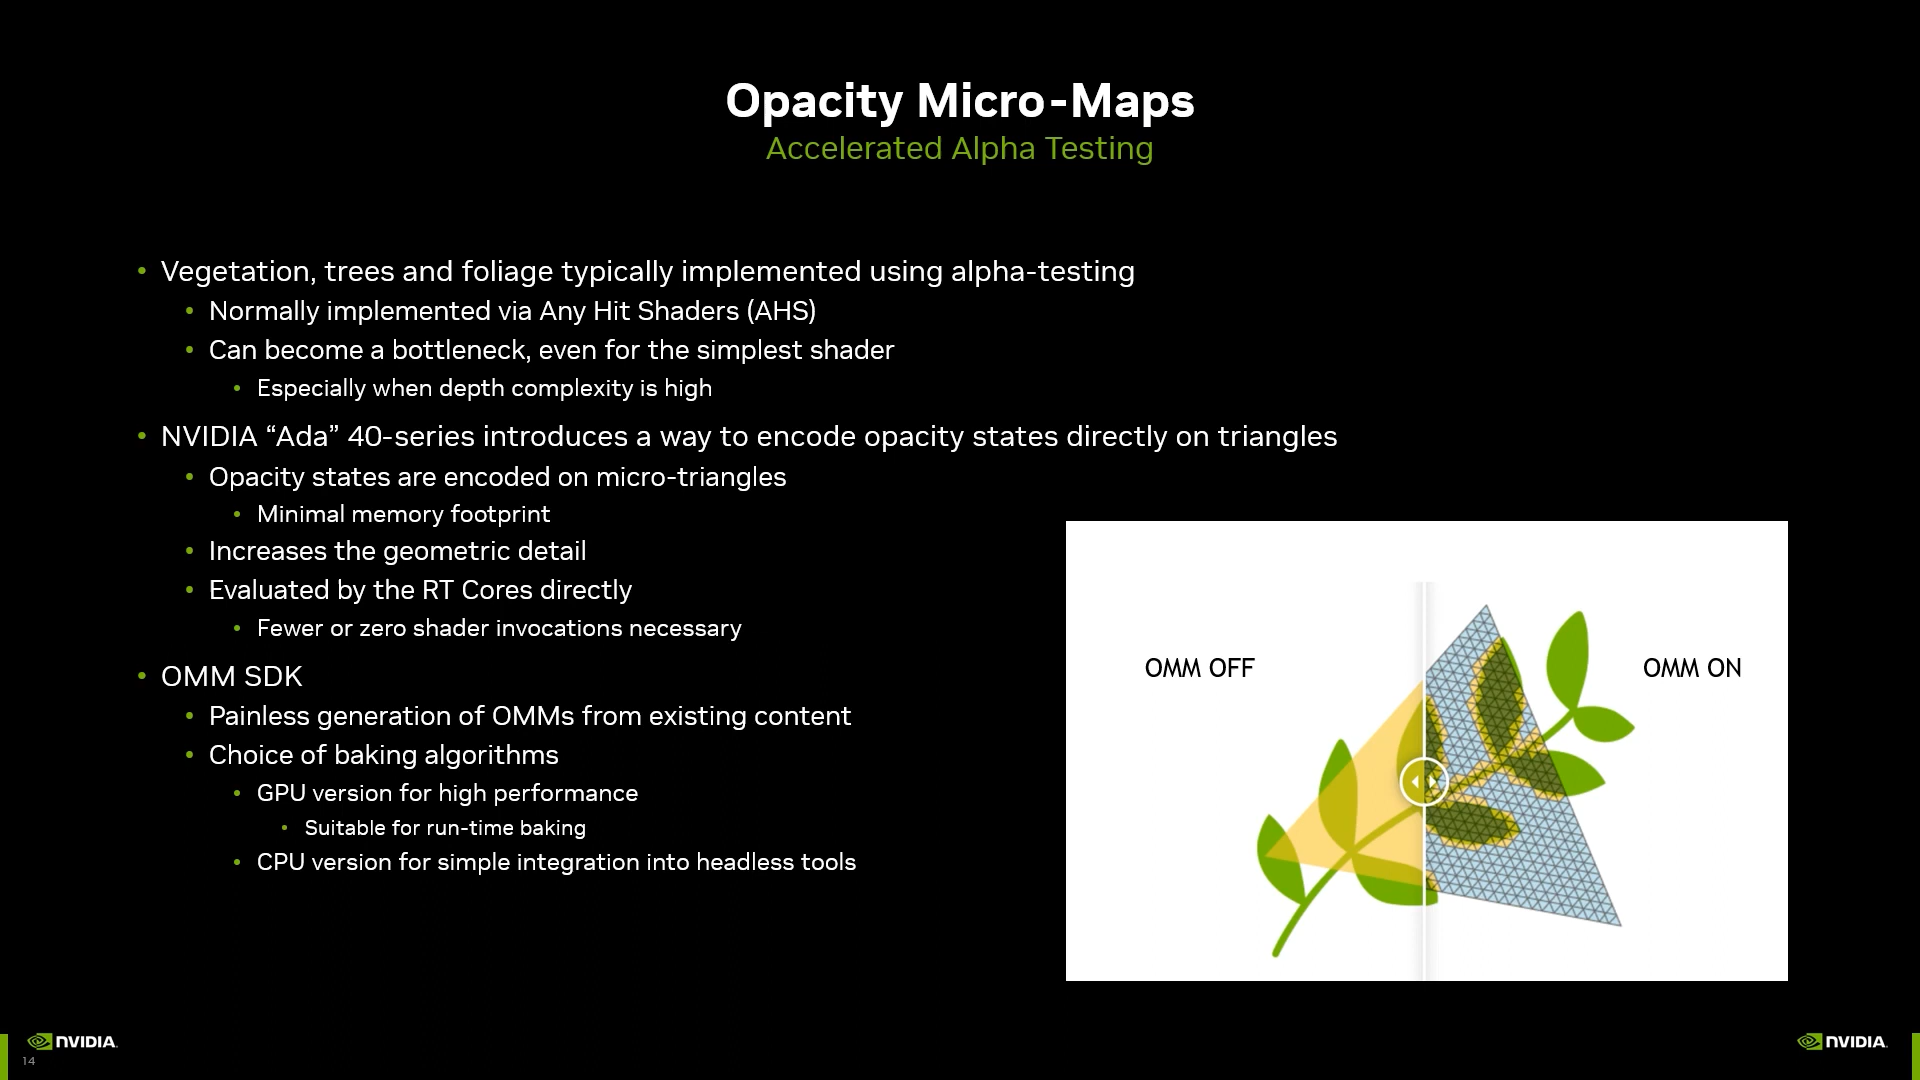 Opacity Micro-Maps
Accelerated Alpha Testing
• Vegetation, trees and foliage typically implemented using alpha-testing
• Normally implemented via Any Hit Shaders (AHS)
• Can become a bottleneck, even for the simplest shader
• Especially when depth complexity is high
• NVIDIA “Ada” 40-series introduces a way to encode opacity states directly on triangles
• Opacity states are encoded on micro-triangles
• Minimal memory footprint
• Increases the geometric detail
• Evaluated by the RT Cores directly
• Fewer or zero shader invocations necessary
• OMM SDK
• Painless generation of OMMs from existing content
• Choice of baking algorithms
• GPU version for high performance
• Suitable for run-time baking
• CPU version for simple integration into headless tools
OMM OFF
OMM ON
NVIDIA.
14
NVIDIA.